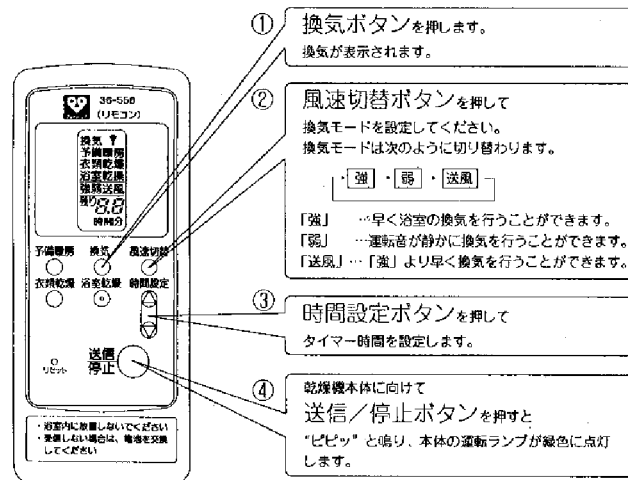 ① 換気ボタンを押します。
換気が表示されます。
② 風速切替ボタンを押して
換気モードを設定してください。
換気モードは次のように切り替わります。
・強・弱・送風
「強」 …早く浴室の換気を行うことができます。
「弱」 …運転音が静かに換気を行うことができます。
「送風」…「強」より早く換気を行うことができます。
③ 時間設定ボタンを押して
タイマー時間を設定します。
④ 乾燥機本体に向けて
送信／停止ボタンを押すと
"ピピッ"と鳴り、本体の運転ランプが緑色に点灯
します。
36-556
(リモコン)
換気
予備暖房
衣類乾燥
浴室乾燥
強弱送風
残り8.8
時間分
予備暖房 換気 風速切替
衣類乾燥 浴室乾燥 時間設定
リセット
送信
停止
・浴室内に放置しないでください
・受信しない場合は、電池を交換
してください